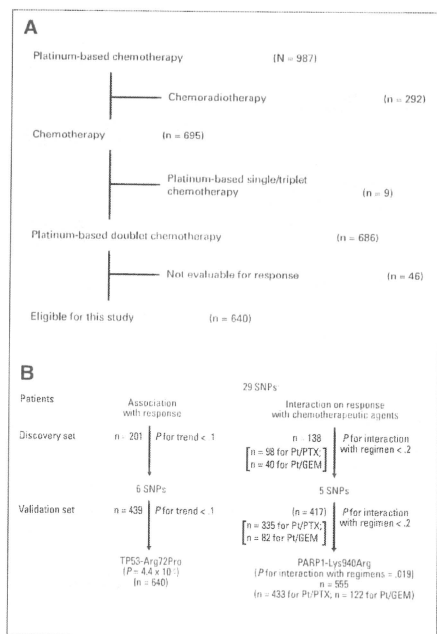 A
Platinum-based chemotherapy (N = 987)
Chemoradiotherapy (n = 292)
Chemotherapy (n = 695)
Platinum-based single/triplet
chemotherapy (n = 9)
Platinum-based doublet chemotherapy (n = 686)
Not evaluable for response (n = 46)
Eligible for this study (n = 640)
B
29 SNPs
Patients
Association
with response
Interaction on response
with chemotherapeutic agents
Discovery set
n = 201 P for trend < .1
n = 138 P for interaction
with regimen < .2
[n = 98 for Pt/PTX;
n = 40 for Pt/GEM]
6 SNPs 5 SNPs
Validation set
n = 439 P for trend < .1
(n = 417) P for interaction
with regimen < .2
[n = 335 for Pt/PTX;
n = 82 for Pt/GEM]
TP53-Arg72Pro
(P = 4.4 x 10
(n = 640)
PARP1-Lys940Arg
(P for interaction with regimens = .019)
n = 555
(n = 433 for Pt/PTX; n = 122 for Pt/GEM)